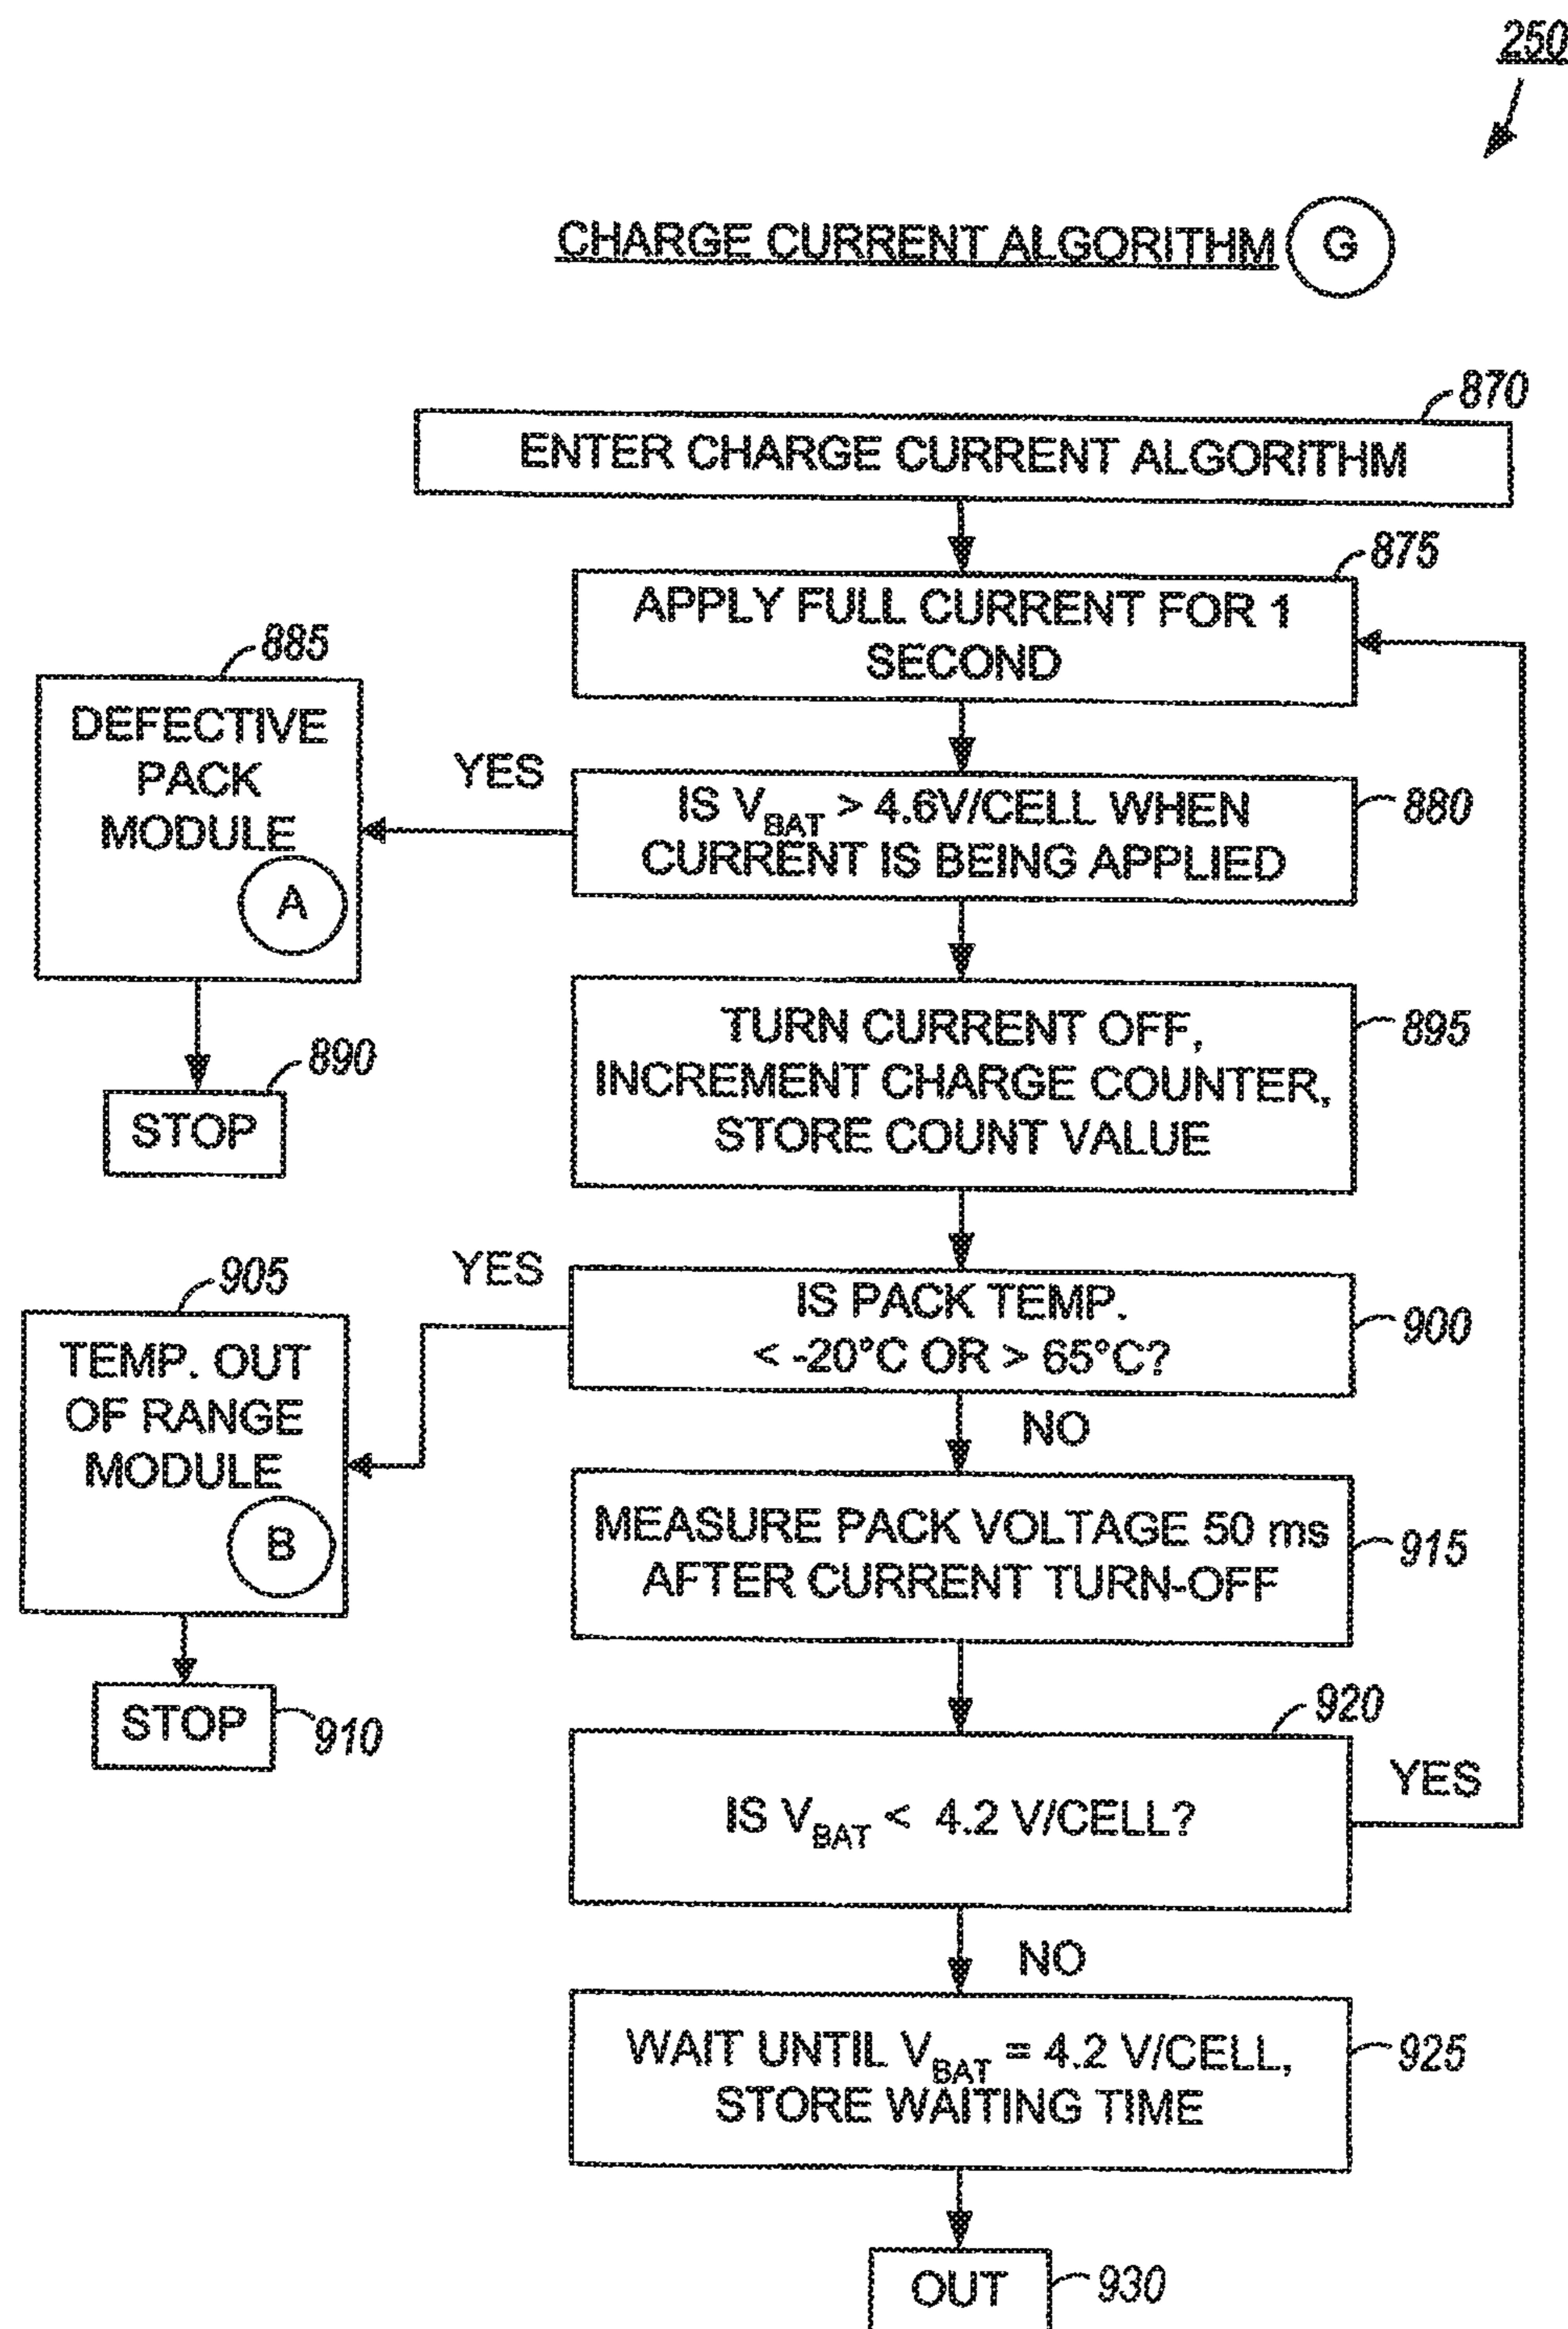 250
CHARGE CURRENT ALGORITHM G
870
ENTER CHARGE CURRENT ALGORITHM
875
APPLY FULL CURRENT FOR 1
SECOND
885
DEFECTIVE
PACK
MODULE
A
YES
880
IS VBAT > 4.6V/CELL WHEN
CURRENT IS BEING APPLIED
890
STOP
895
TURN CURRENT OFF,
INCREMENT CHARGE COUNTER,
STORE COUNT VALUE
905
TEMP. OUT
OF RANGE
MODULE
B
YES
900
IS PACK TEMP.
< -20°C OR > 65°C?
NO
915
MEASURE PACK VOLTAGE 50 ms
AFTER CURRENT TURN-OFF
STOP
910
920
IS VBAT < 4.2 V/CELL?
YES
NO
925
WAIT UNTIL VBAT = 4.2 V/CELL,
STORE WAITING TIME
OUT
930